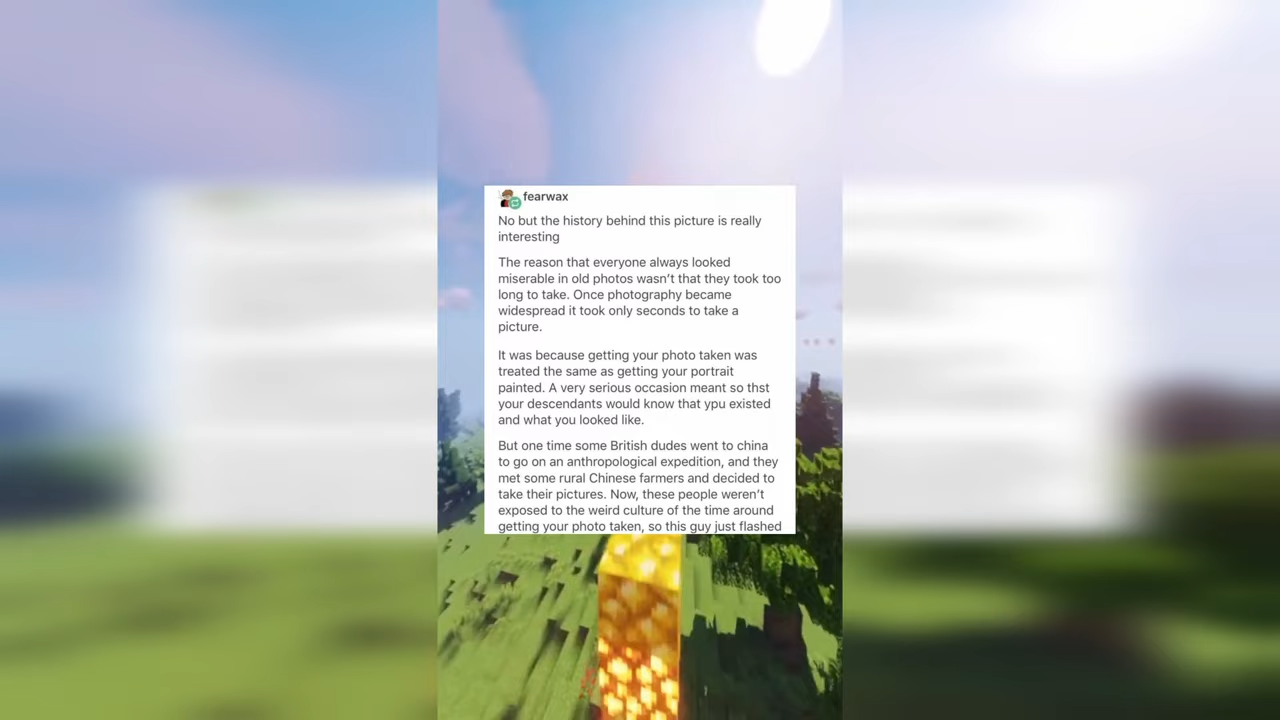 fearwax
No but the history behind this picture is really
interesting
The reason that everyone always looked
miserable in old photos wasn't that they took too
long to take. Once photography became
widespread it took only seconds to take a
picture.
It was because getting your photo taken was
treated the same as getting your portrait
painted. A very serious occasion meant so thst
your descendants would know that ypu existed
and what you looked like.
But one time some British dudes went to china
to go on an anthropological expedition, and they
met some rural Chinese farmers and decided to
take their pictures. Now, these people weren't
exposed to the weird culture of the time around
getting your photo taken, so this guy just flashed